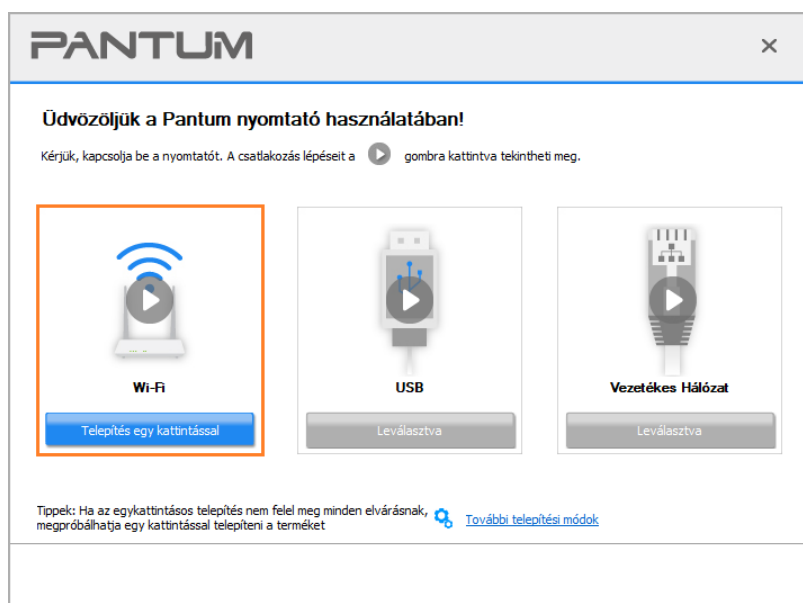 PANTUM
Üdvözöljük a Pantum nyomtató használatában!
Kérjük, kapcsolja be a nyomtatót. A csatlakozás lépéseit a gombra kattintva tekintheti meg.
Wi-Fi
USB
Vezetékes Hálózat
Telepítés egy kattintással
Leválasztva
Leválasztva
Tippek: Ha az egykattintásos telepítés nem felel meg minden elvárásnak,
megpróbálhatja egy kattintással telepíteni a terméket
További telepítési módok